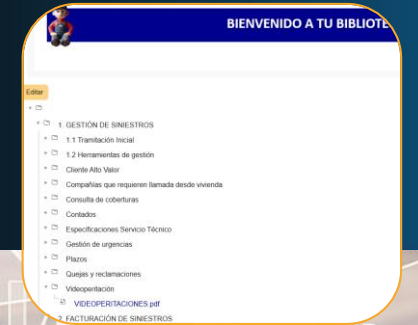 BIENVENIDO A TU BIBLIOTE
Editar
1. GESTIÓN DE SINIESTROS
1.1 Tramitación Inicial
1.2 Herramientas de gestión
Cliente Alto Valor
Compañías que requieren llamada desde vivienda
Consulta de coberturas
Contados
Especificaciones Servicio Técnico
Gestión de urgencias
Plazos
Quejas y reclamaciones
Videoperitación
VIDEOPERITACIONES.pdf
2. FACTURACIÓN DE SINIESTROS